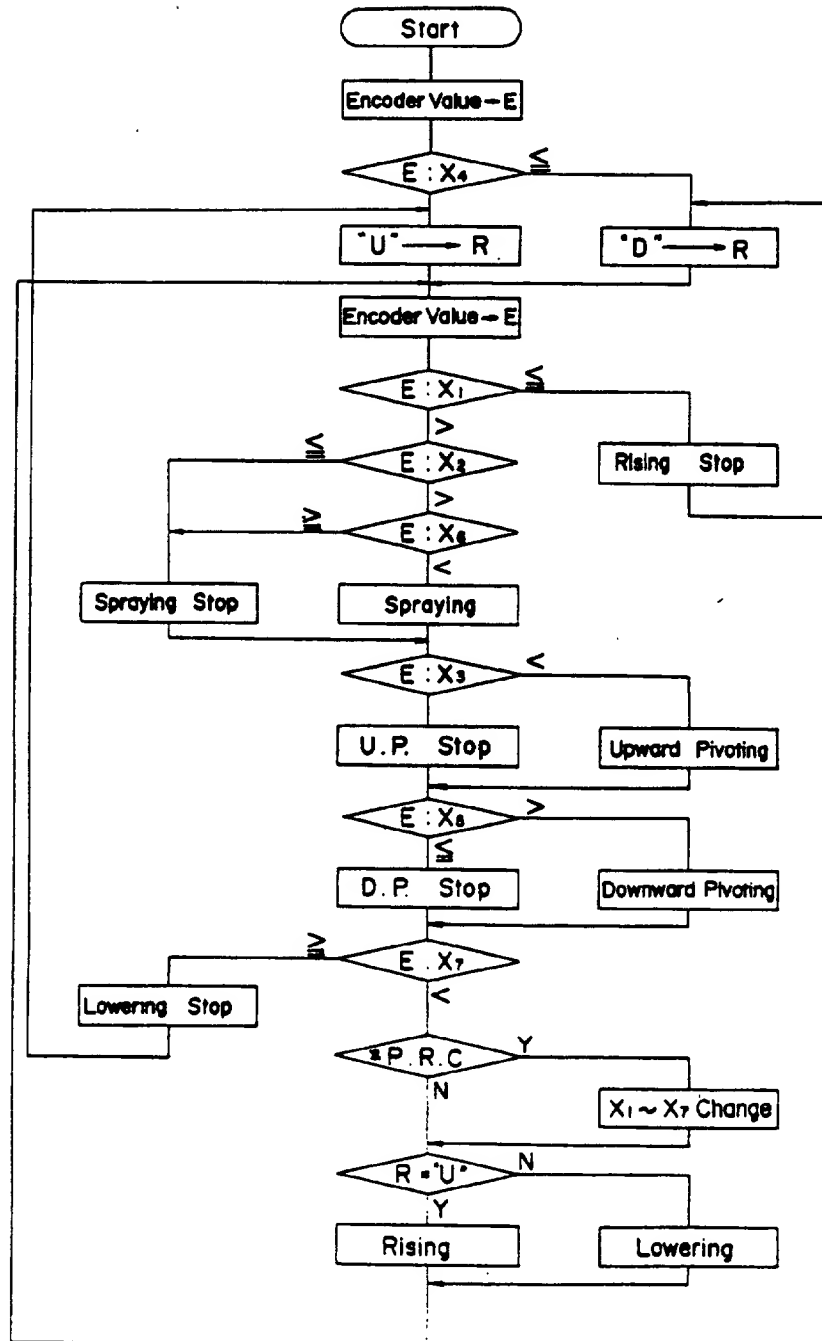 Start
Encoder Value→E
E : X₄ ≦
"U" ⟶ R
"D" ⟶ R
Encoder Value→E
E : X₁ ≦
>
≦ E : X₂
Rising Stop
>
≧ E : X₆
<
Spraying Stop
Spraying
E : X₃ <
U.P. Stop
Upward Pivoting
E : X₈ >
≦
D.P. Stop
Downward Pivoting
≧ E . X₇
<
Lowering Stop
*P.R.C Y
N
X₁ ~ X₇ Change
R = "U" N
Y
Rising
Lowering